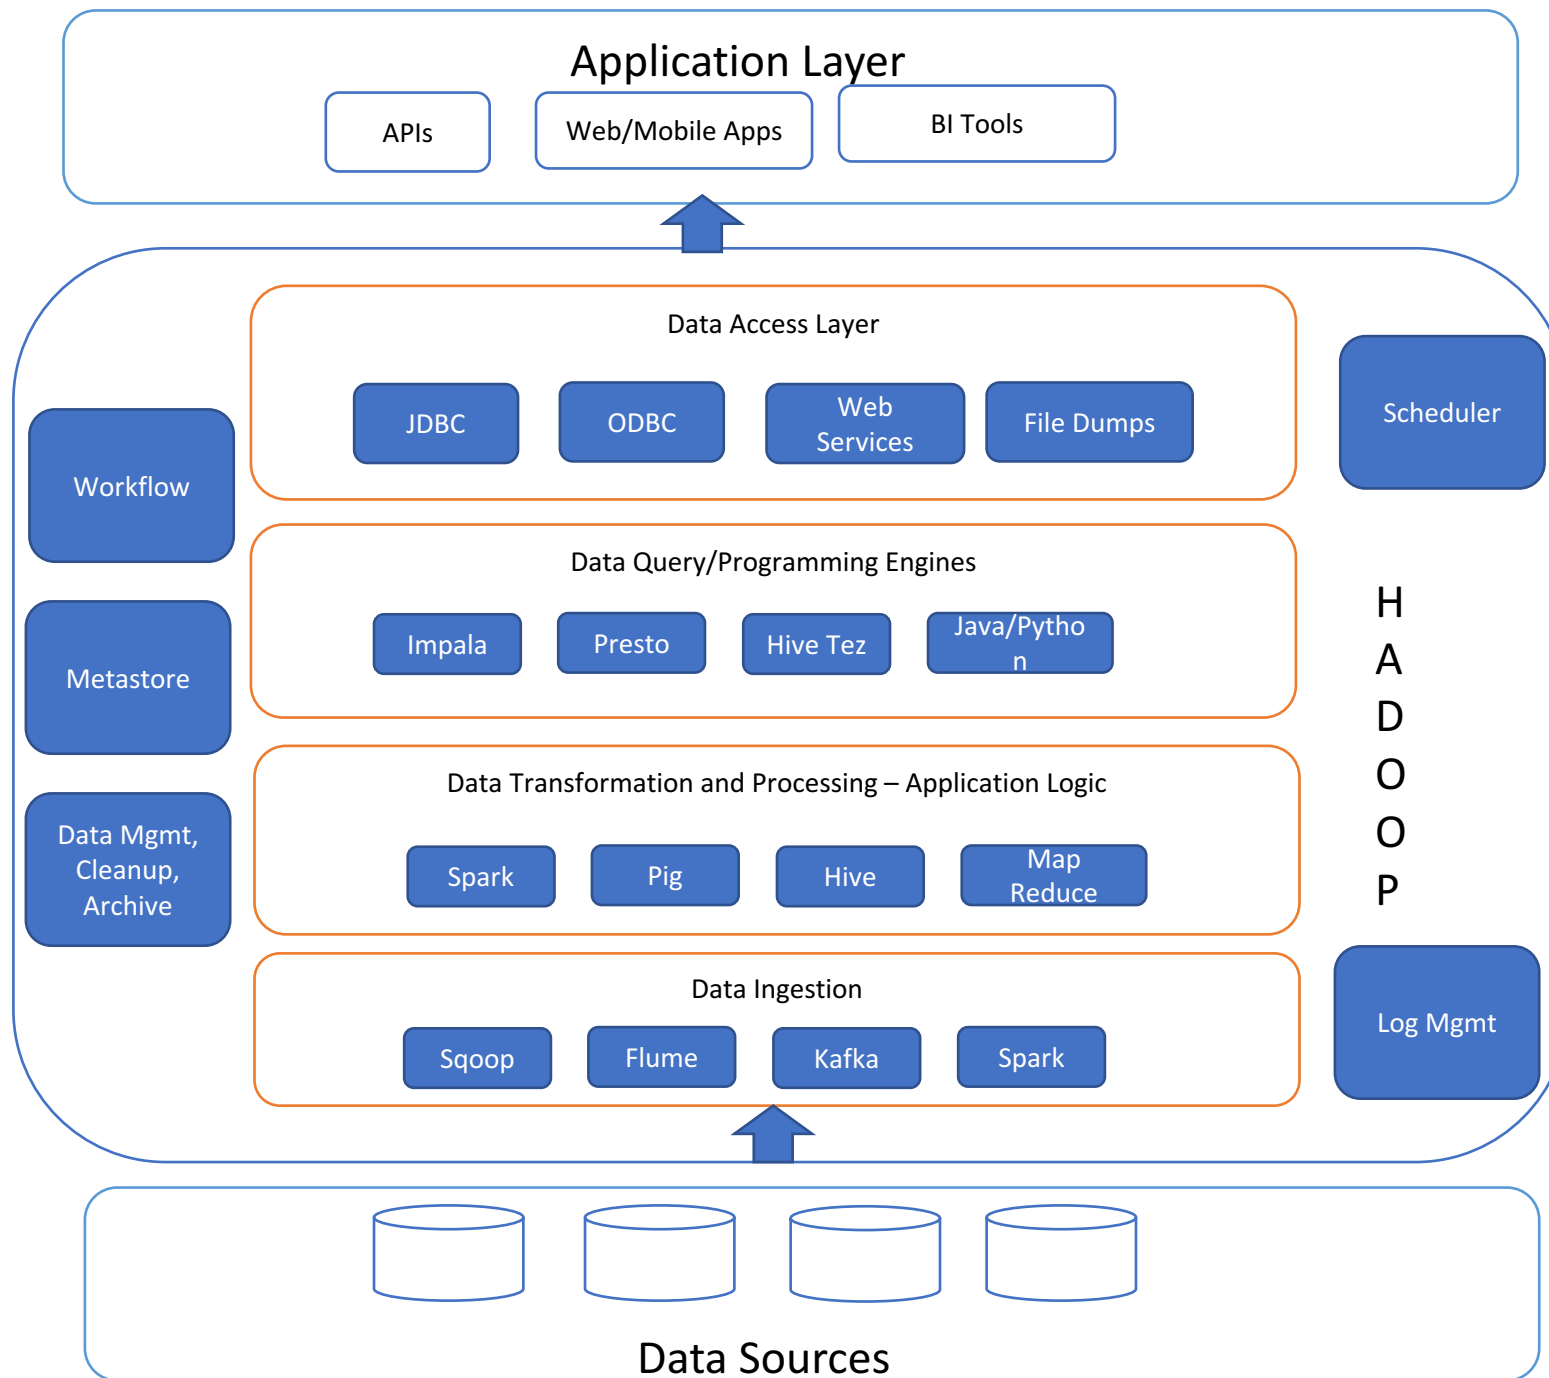 Application Layer
APIs
Web/Mobile Apps
BI Tools
Data Access Layer
JDBC
ODBC
Web
Services
File Dumps
Scheduler
Workflow
Data Query/Programming Engines
Impala
Presto
Hive Tez
Java/Pytho
n
Metastore
H
A
D
O
O
P
Data Transformation and Processing – Application Logic
Spark
Pig
Hive
Map
Reduce
Data Mgmt,
Cleanup,
Archive
Data Ingestion
Sqoop
Flume
Kafka
Spark
Log Mgmt
Data Sources